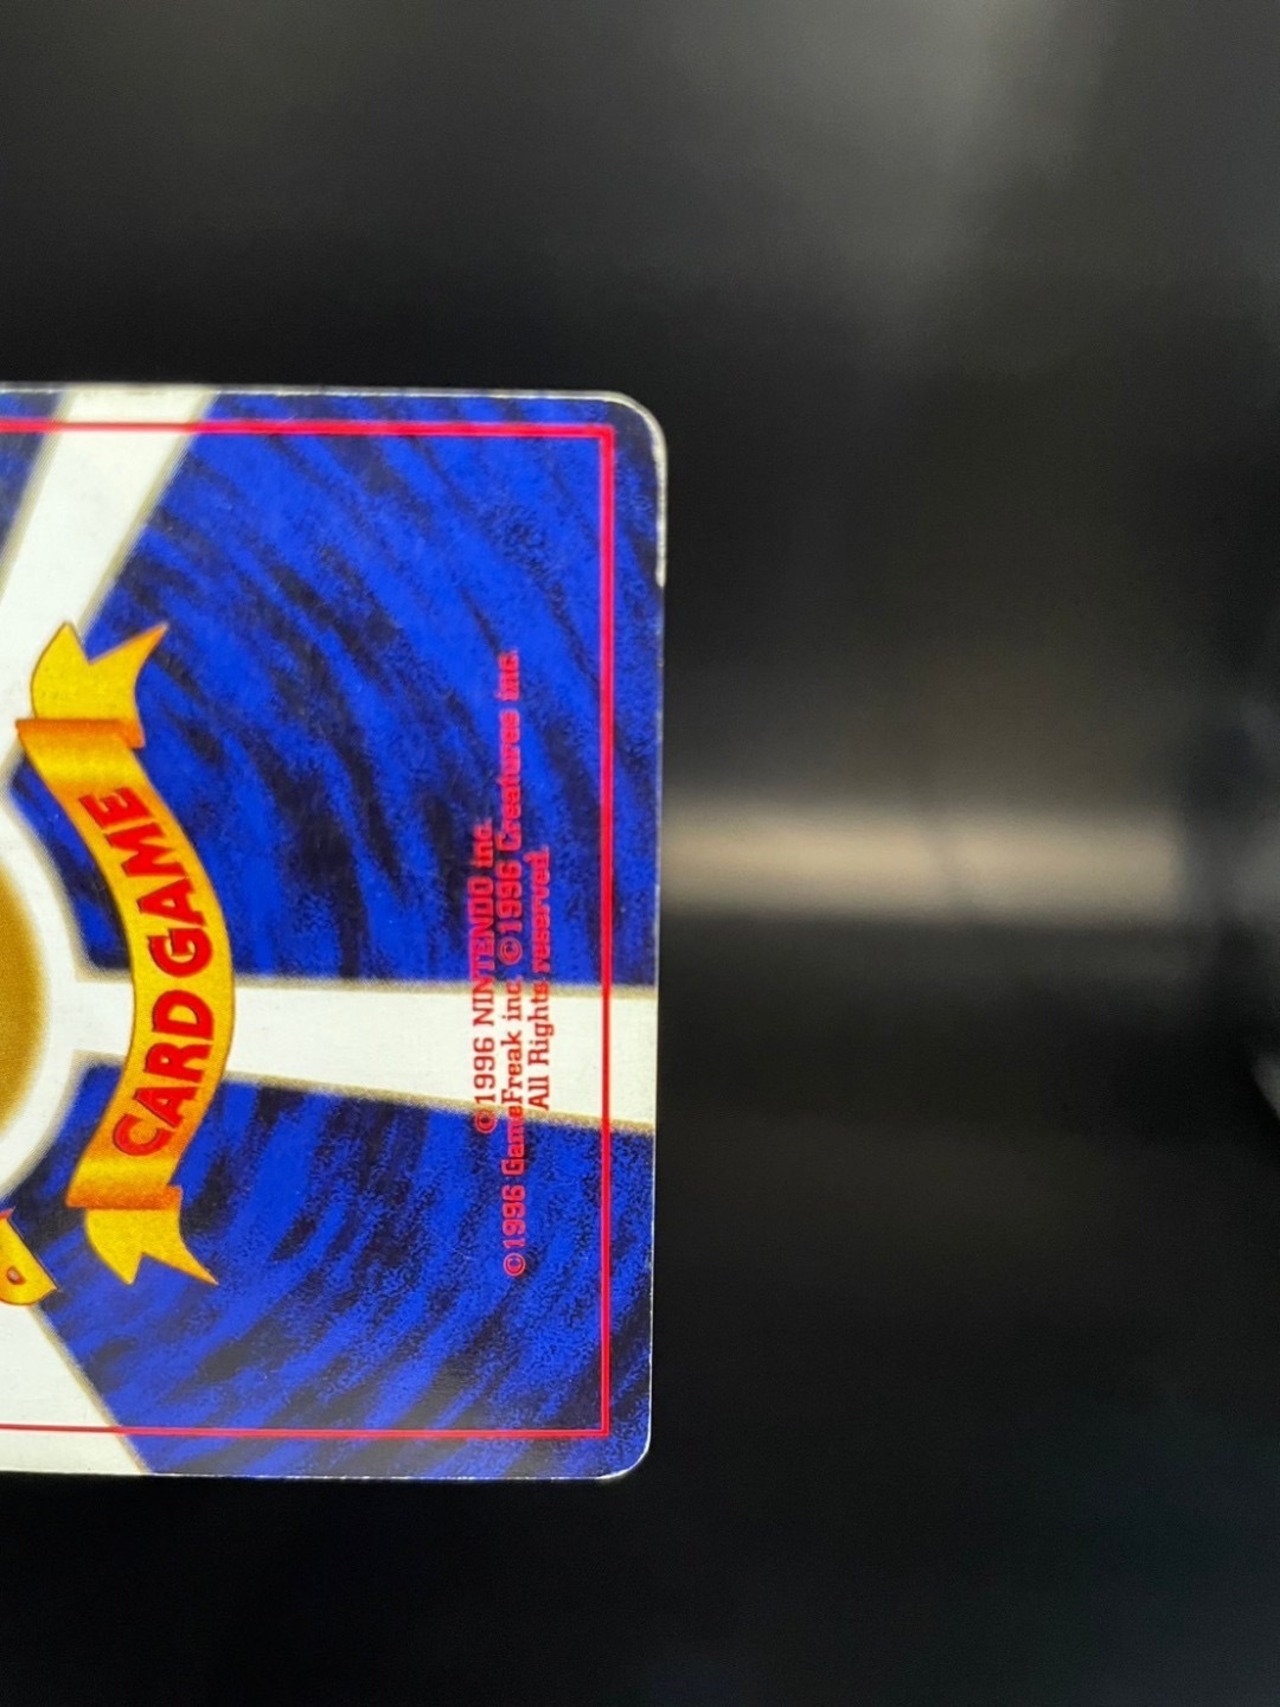 CARD GAME
©1996 NINTENDO inc.
©1996 GameFreak inc. ©1996 Creatures inc.
All Rights reserved.